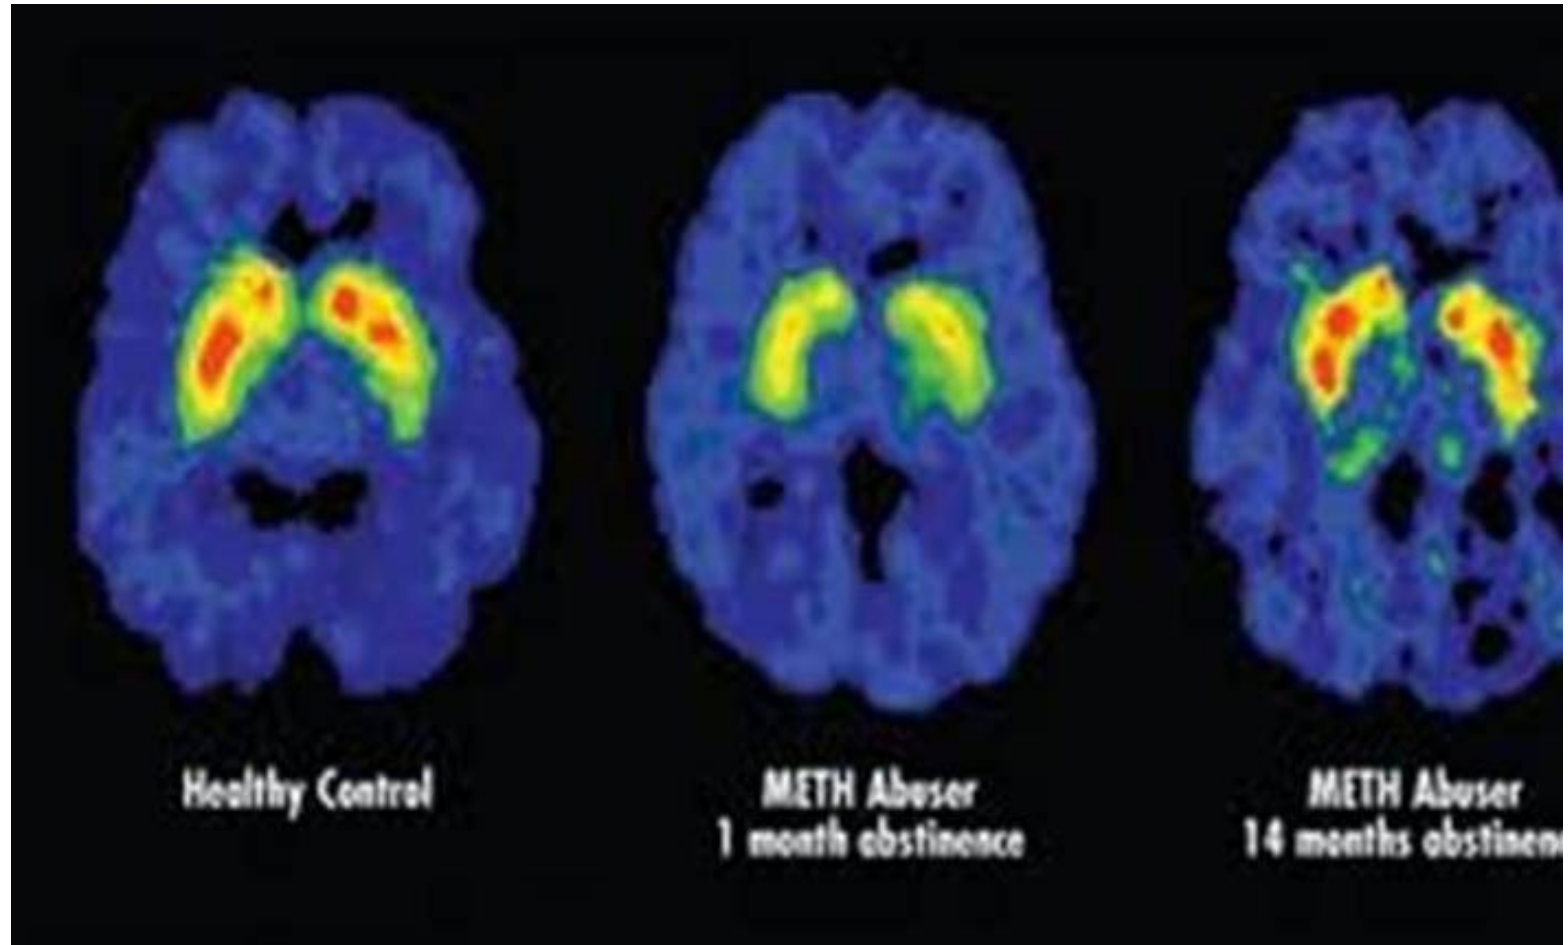 Healthy Control
METH Abuser
1 month abstinence
METH Abuser
14 months abstinen